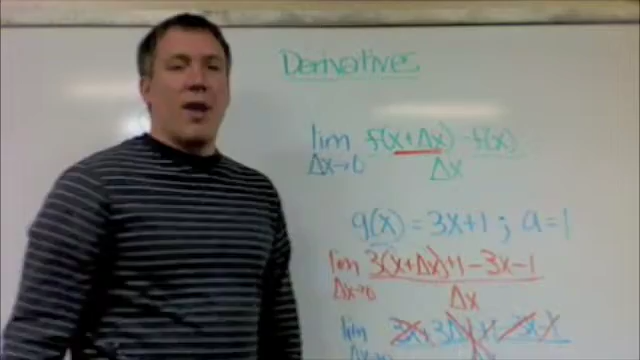 Derivatives
lim f(x+Δx) - f(x)
Δx→0 Δx
g(x) = 3x+1 ; a=1
lim 3(x+Δx)+1-3x-1
Δx→0 Δx
lim 3x+3Δx+1-3x-1
Δx→0